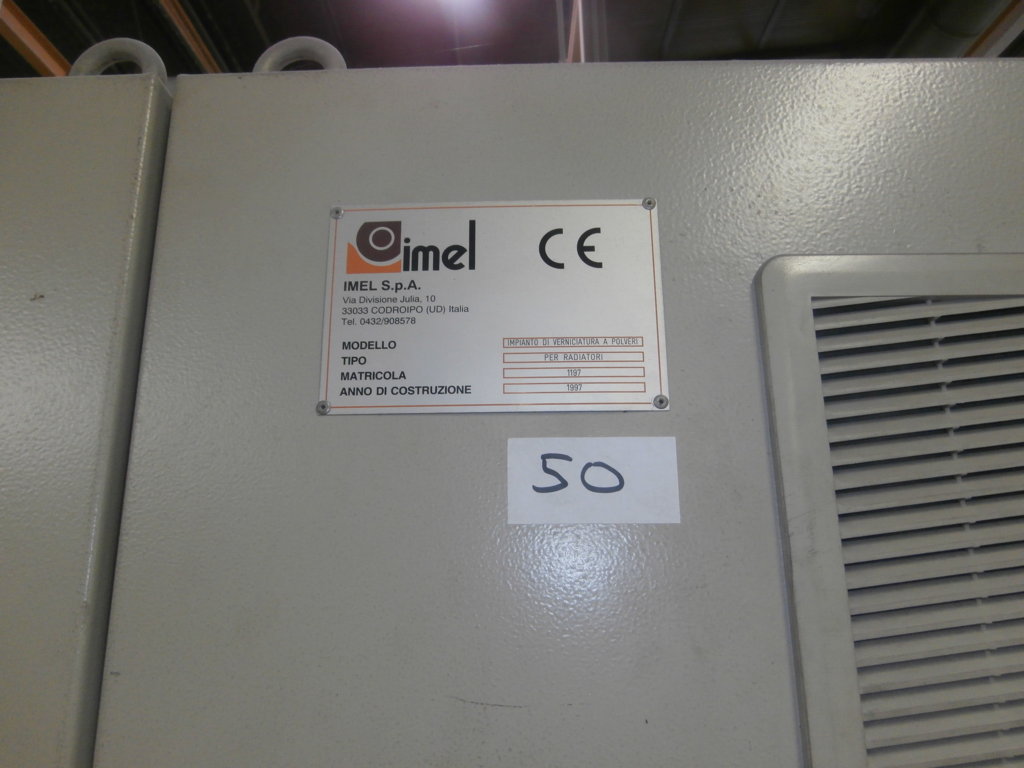 imel CE
IMEL S.p.A.
Via Divisione Julia, 10
33033 CODROIPO (UD) Italia
Tel. 0432/908578
MODELLO IMPIANTO DI VERNICIATURA A POLVERI
TIPO PER RADIATORI
MATRICOLA 1197
ANNO DI COSTRUZIONE 1997
50